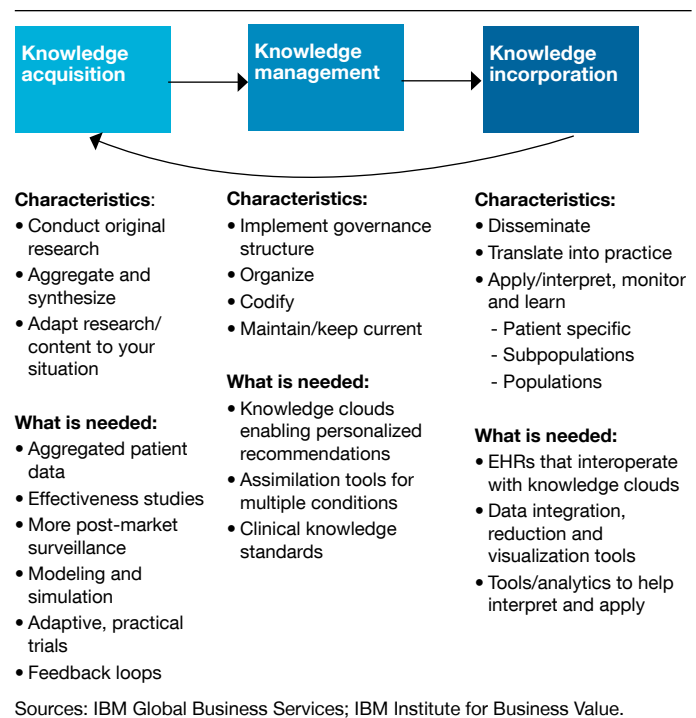 Knowledge
acquisition
Knowledge
management
Knowledge
incorporation
Characteristics:
• Conduct original
research
• Aggregate and
synthesize
• Adapt research/
content to your
situation
What is needed:
• Aggregated patient
data
• Effectiveness studies
• More post-market
surveillance
• Modeling and
simulation
• Adaptive, practical
trials
• Feedback loops
Characteristics:
• Implement governance
structure
• Organize
• Codify
• Maintain/keep current
What is needed:
• Knowledge clouds
enabling personalized
recommendations
• Assimilation tools for
multiple conditions
• Clinical knowledge
standards
Characteristics:
• Disseminate
• Translate into practice
• Apply/interpret, monitor
and learn
- Patient specific
- Subpopulations
- Populations
What is needed:
• EHRs that interoperate
with knowledge clouds
• Data integration,
reduction and
visualization tools
• Tools/analytics to help
interpret and apply
Sources: IBM Global Business Services; IBM Institute for Business Value.